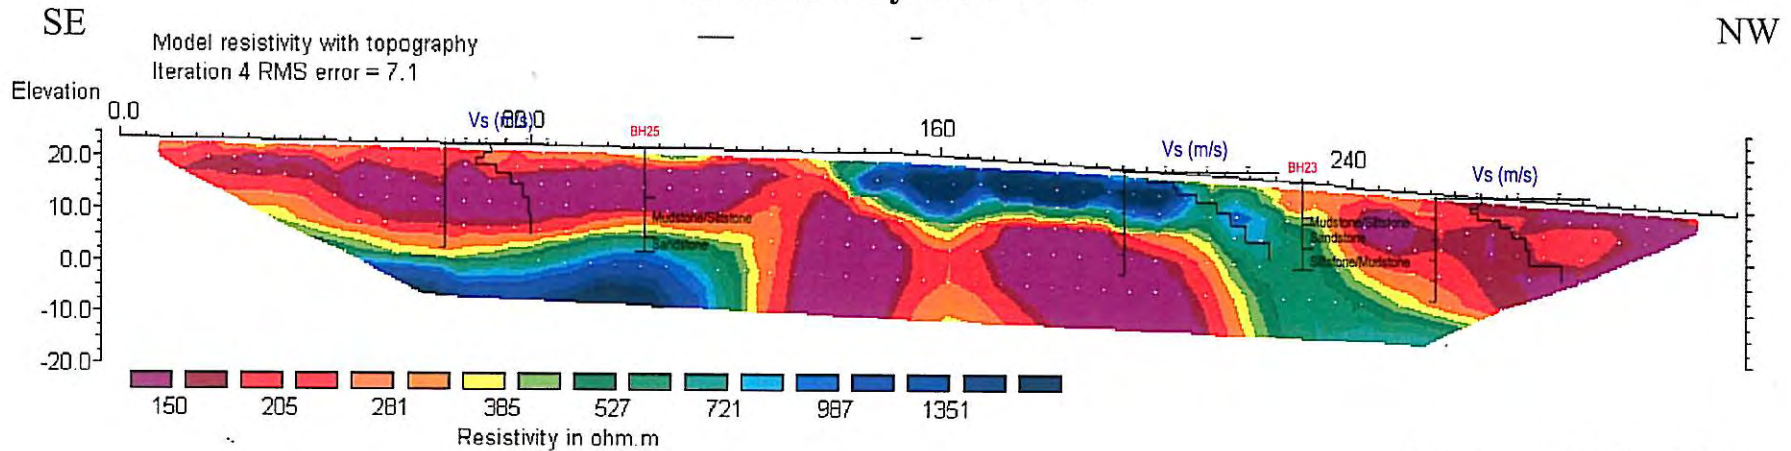 SE
NW
Model resistivity with topography
Iteration 4 RMS error = 7.1
Elevation
0.0
Vs (m/s)
BH25
160
Vs (m/s)
BH23
240
Vs (m/s)
20.0
10.0
0.0
-10.0
-20.0
Mudstone/Siltstone
Sandstone
Mudstone/Siltstone
Sandstone
Siltstone/Mudstone
150 205 281 385 527 721 987 1351
Resistivity in ohm.m